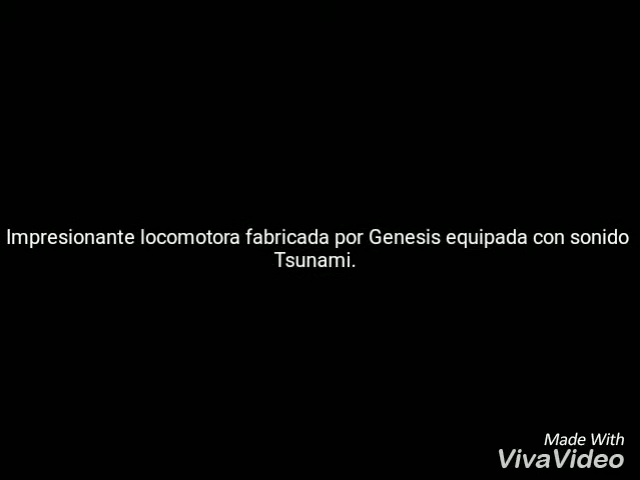 Impresionante locomotora fabricada por Genesis equipada con sonido
Tsunami.
Made With
VivaVideo